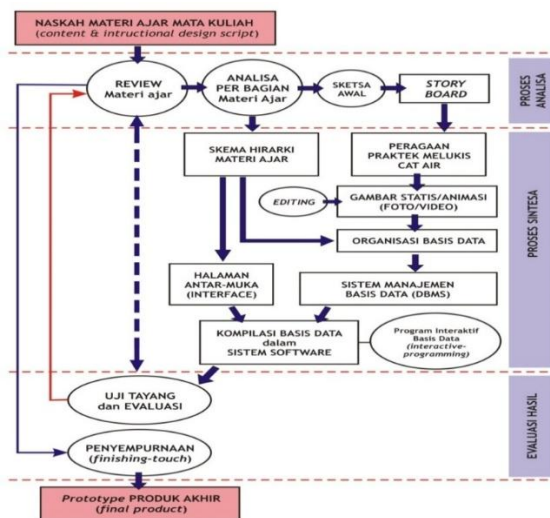 NASKAH MATERI AJAR MATA KULIAH
(content & intructional design script)
REVIEW
Materi ajar
ANALISA
PER BAGIAN
Materi Ajar
SKETSA
AWAL
STORY
BOARD
PROSES
ANALISA
SKEMA HIRARKI
MATERI AJAR
PERAGAAN
PRAKTEK MELUKIS
CAT AIR
EDITING
GAMBAR STATIS/ANIMASI
(FOTO/VIDEO)
ORGANISASI BASIS DATA
HALAMAN
ANTAR-MUKA
(INTERFACE)
SISTEM MANAJEMEN
BASIS DATA (DBMS)
KOMPILASI BASIS DATA
dalam
SISTEM SOFTWARE
Program Interaktif
Basis Data
(interactive-
programming)
PROSES SINTESA
UJI TAYANG
dan EVALUASI
PENYEMPURNAAN
(finishing-touch)
EVALUASI HASIL
Prototype PRODUK AKHIR
(final product)